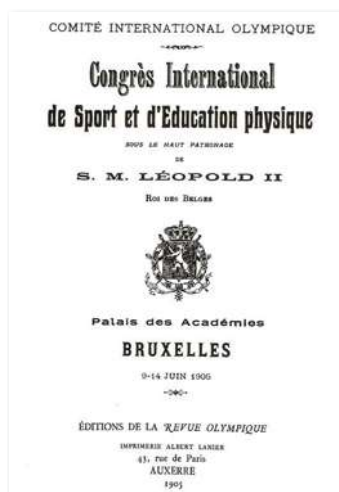 COMITÉ INTERNATIONAL OLYMPIQUE
Congrès International
de Sport et d'Education physique
SOUS LE HAUT PATRONAGE
DE
S. M. LÉOPOLD II
ROI DES BELGES
Palais des Académies
BRUXELLES
9-14 JUIN 1905
ÉDITIONS DE LA REVUE OLYMPIQUE
IMPRIMERIE ALBERT LANIER
43, rue de Paris
AUXERRE
1905